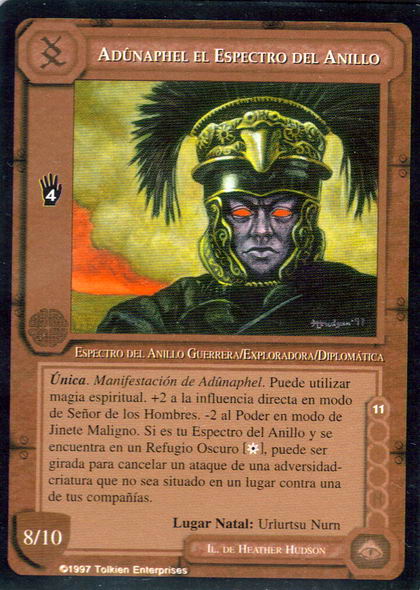 ADÛNAPHEL EL ESPECTRO DEL ANILLO
4
Hudson '97
ESPECTRO DEL ANILLO GUERRERA/EXPLORADORA/DIPLOMÁTICA
Única. Manifestación de Adûnaphel. Puede utilizar
magia espiritual. +2 a la influencia directa en modo
de Señor de los Hombres. -2 al Poder en modo de
Jinete Maligno. Si es tu Espectro del Anillo y se
encuentra en un Refugio Oscuro [ ], puede ser
girada para cancelar un ataque de una adversidad-
criatura que no sea situado en un lugar contra una
de tus compañías.
11
Lugar Natal: Urlurtsu Nurn
8/10
IL. DE HEATHER HUDSON
©1997 Tolkien Enterprises